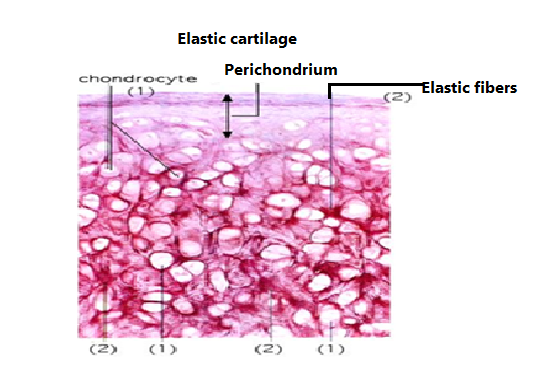 Elastic cartilage
Perichondrium
chondrocyte
(1)
Elastic fibers
(2)
(2) (1) (2) (1)